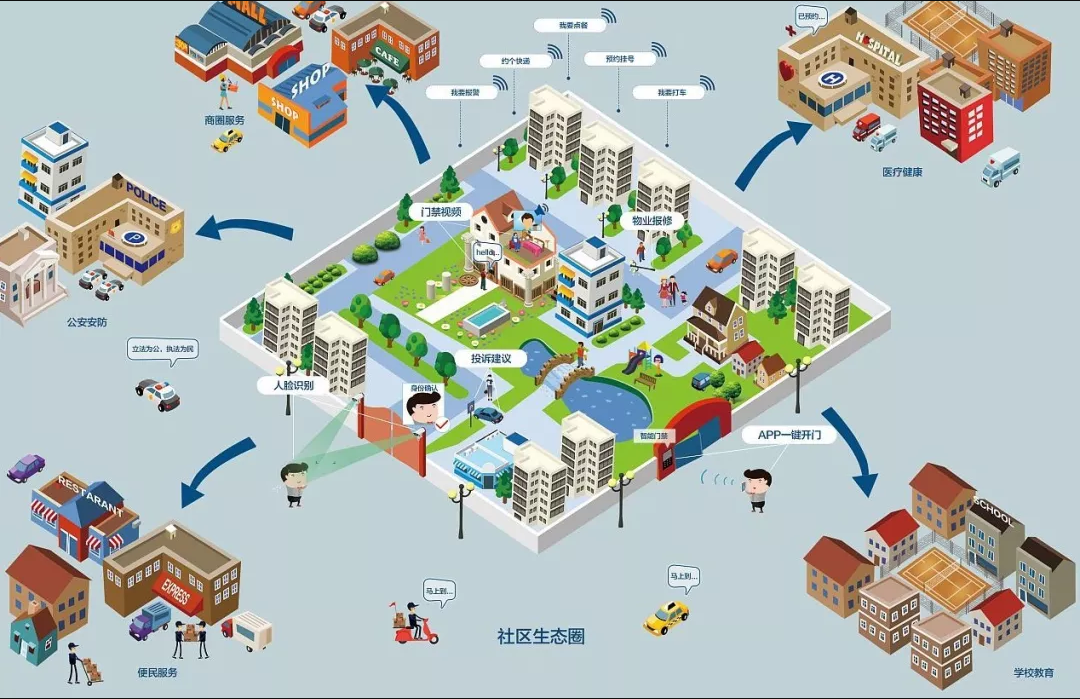 MALL
CAFE
SHOP
SHOP
商圈服务
我要点餐
约个快递
预约挂号
我要报警
我要打车
已预约...
HOSPITAL
H
医疗健康
POLICE
P
公安安防
立法为公，执法为民
门禁视频
hello...
物业报修
投诉建议
人脸识别
身份确认
智能门禁
APP一键开门
RESTARANT
EXPRESS
便民服务
马上到...
马上到...
社区生态圈
SCHOOL
学校教育